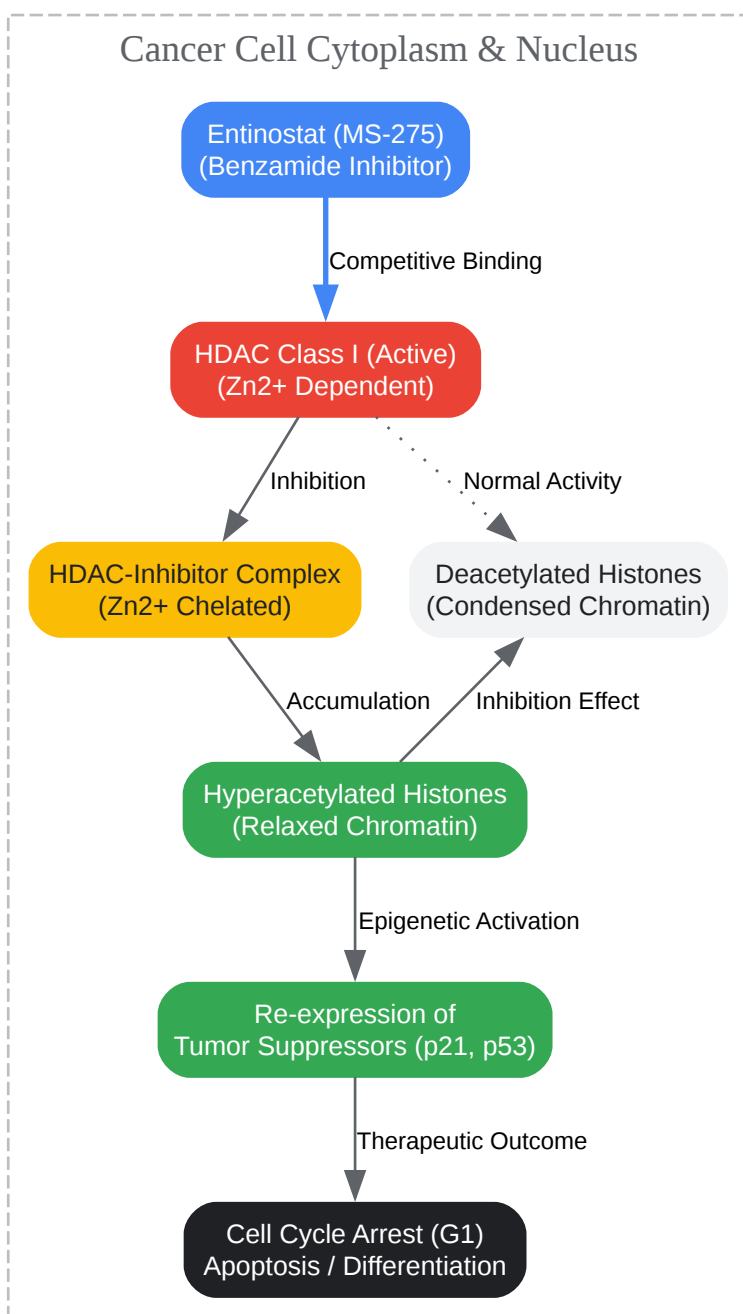 Cancer Cell Cytoplasm & Nucleus
Entinostat (MS-275)
(Benzamide Inhibitor)
Competitive Binding
HDAC Class I (Active)
(Zn2+ Dependent)
Inhibition
Normal Activity
HDAC-Inhibitor Complex
(Zn2+ Chelated)
Deacetylated Histones
(Condensed Chromatin)
Accumulation
Inhibition Effect
Hyperacetylated Histones
(Relaxed Chromatin)
Epigenetic Activation
Re-expression of
Tumor Suppressors (p21, p53)
Therapeutic Outcome
Cell Cycle Arrest (G1)
Apoptosis / Differentiation